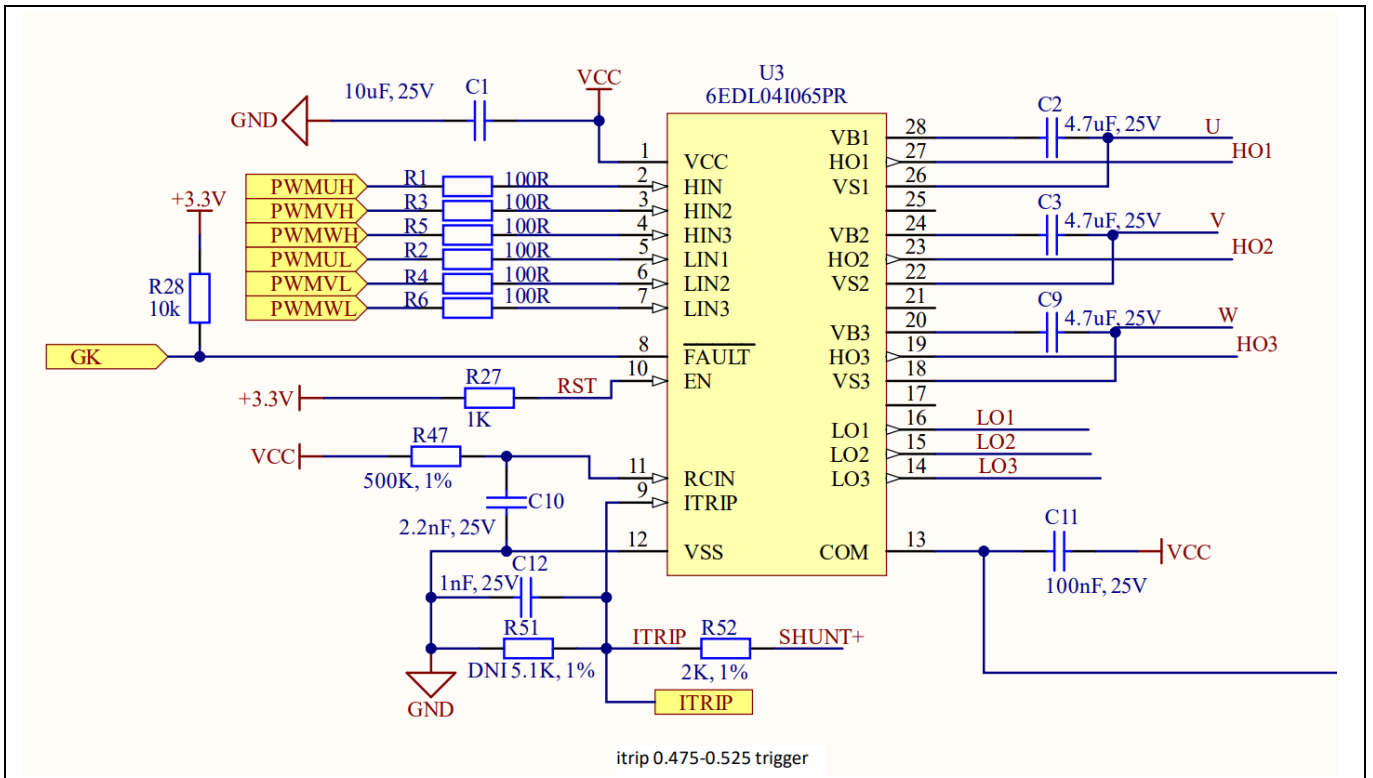 U3
6EDL04I065PR
10uF, 25V
C1
VCC
GND
1
VCC
PWMUH
R1
100R
2
HIN
PWMVH
R3
100R
3
HIN2
PWMWH
R5
100R
4
HIN3
PWMUL
R2
100R
5
LIN1
PWMVL
R4
100R
6
LIN2
PWMWL
R6
100R
7
LIN3
+3.3V
R28
10k
GK
8
FAULT
+3.3V
R27
1K
RST
10
EN
VCC
R47
500K, 1%
11
RCIN
9
ITRIP
C10
2.2nF, 25V
12
VSS
C12
1nF, 25V
R51
DNI 5.1K, 1%
GND
ITRIP
R52
2K, 1%
SHUNT+
ITRIP
VB1
28
C2
4.7uF, 25V
U
HO1
27
HO1
VS1
26
25
VB2
24
C3
4.7uF, 25V
V
HO2
23
HO2
VS2
22
21
VB3
20
C9
4.7uF, 25V
W
HO3
19
HO3
VS3
18
17
LO1
16
LO1
LO2
15
LO2
LO3
14
LO3
COM
13
C11
100nF, 25V
VCC
itrip 0.475-0.525 trigger